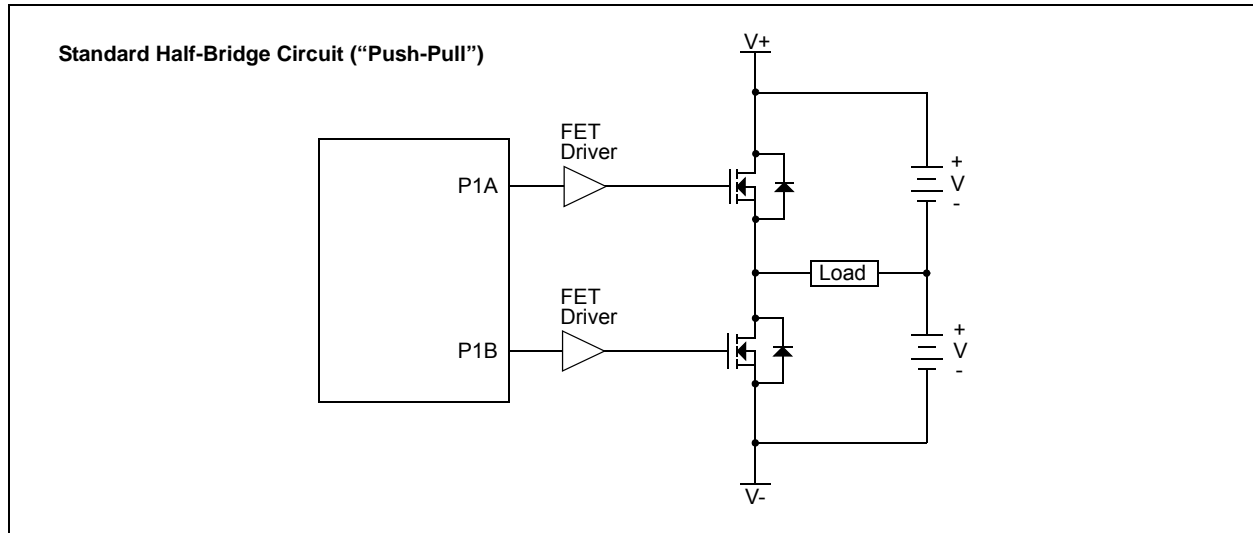 Standard Half-Bridge Circuit (“Push-Pull”)
V+
FET
Driver
P1A
+
V
-
Load
FET
Driver
P1B
+
V
-
V-